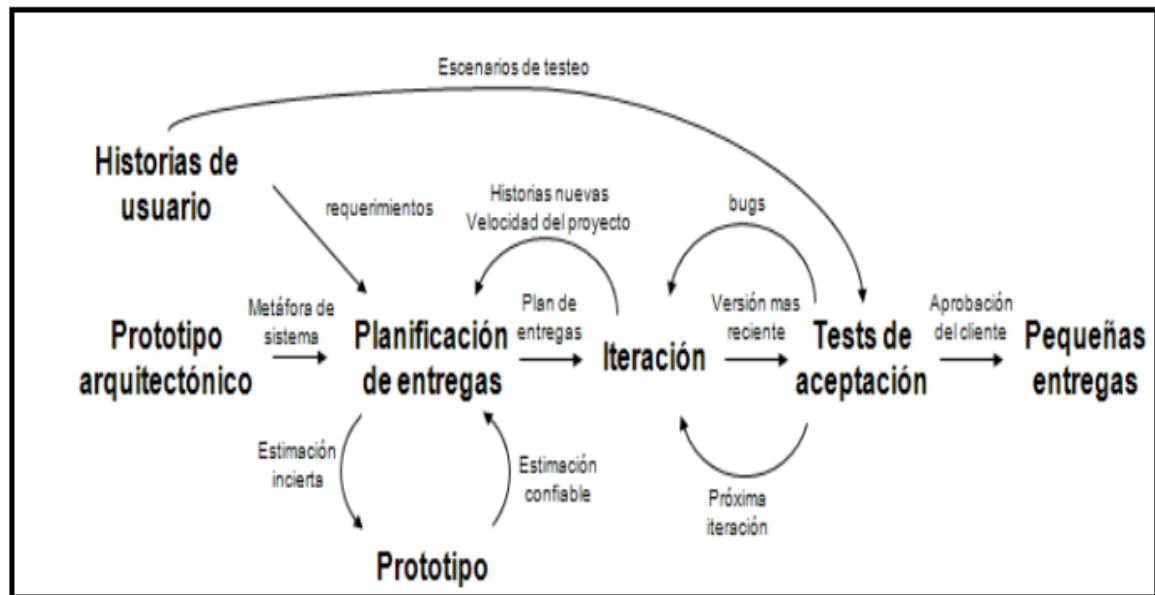 Escenarios de testeo
Historias de
usuario
requerimientos
Historias nuevas
Velocidad del proyecto
bugs
Prototipo
arquitectónico
Metáfora de
sistema
Planificación
de entregas
Plan de
entregas
Iteración
Versión mas
reciente
Tests de
aceptación
Aprobación
del cliente
Pequeñas
entregas
Estimación
incierta
Estimación
confiable
Próxima
iteración
Prototipo